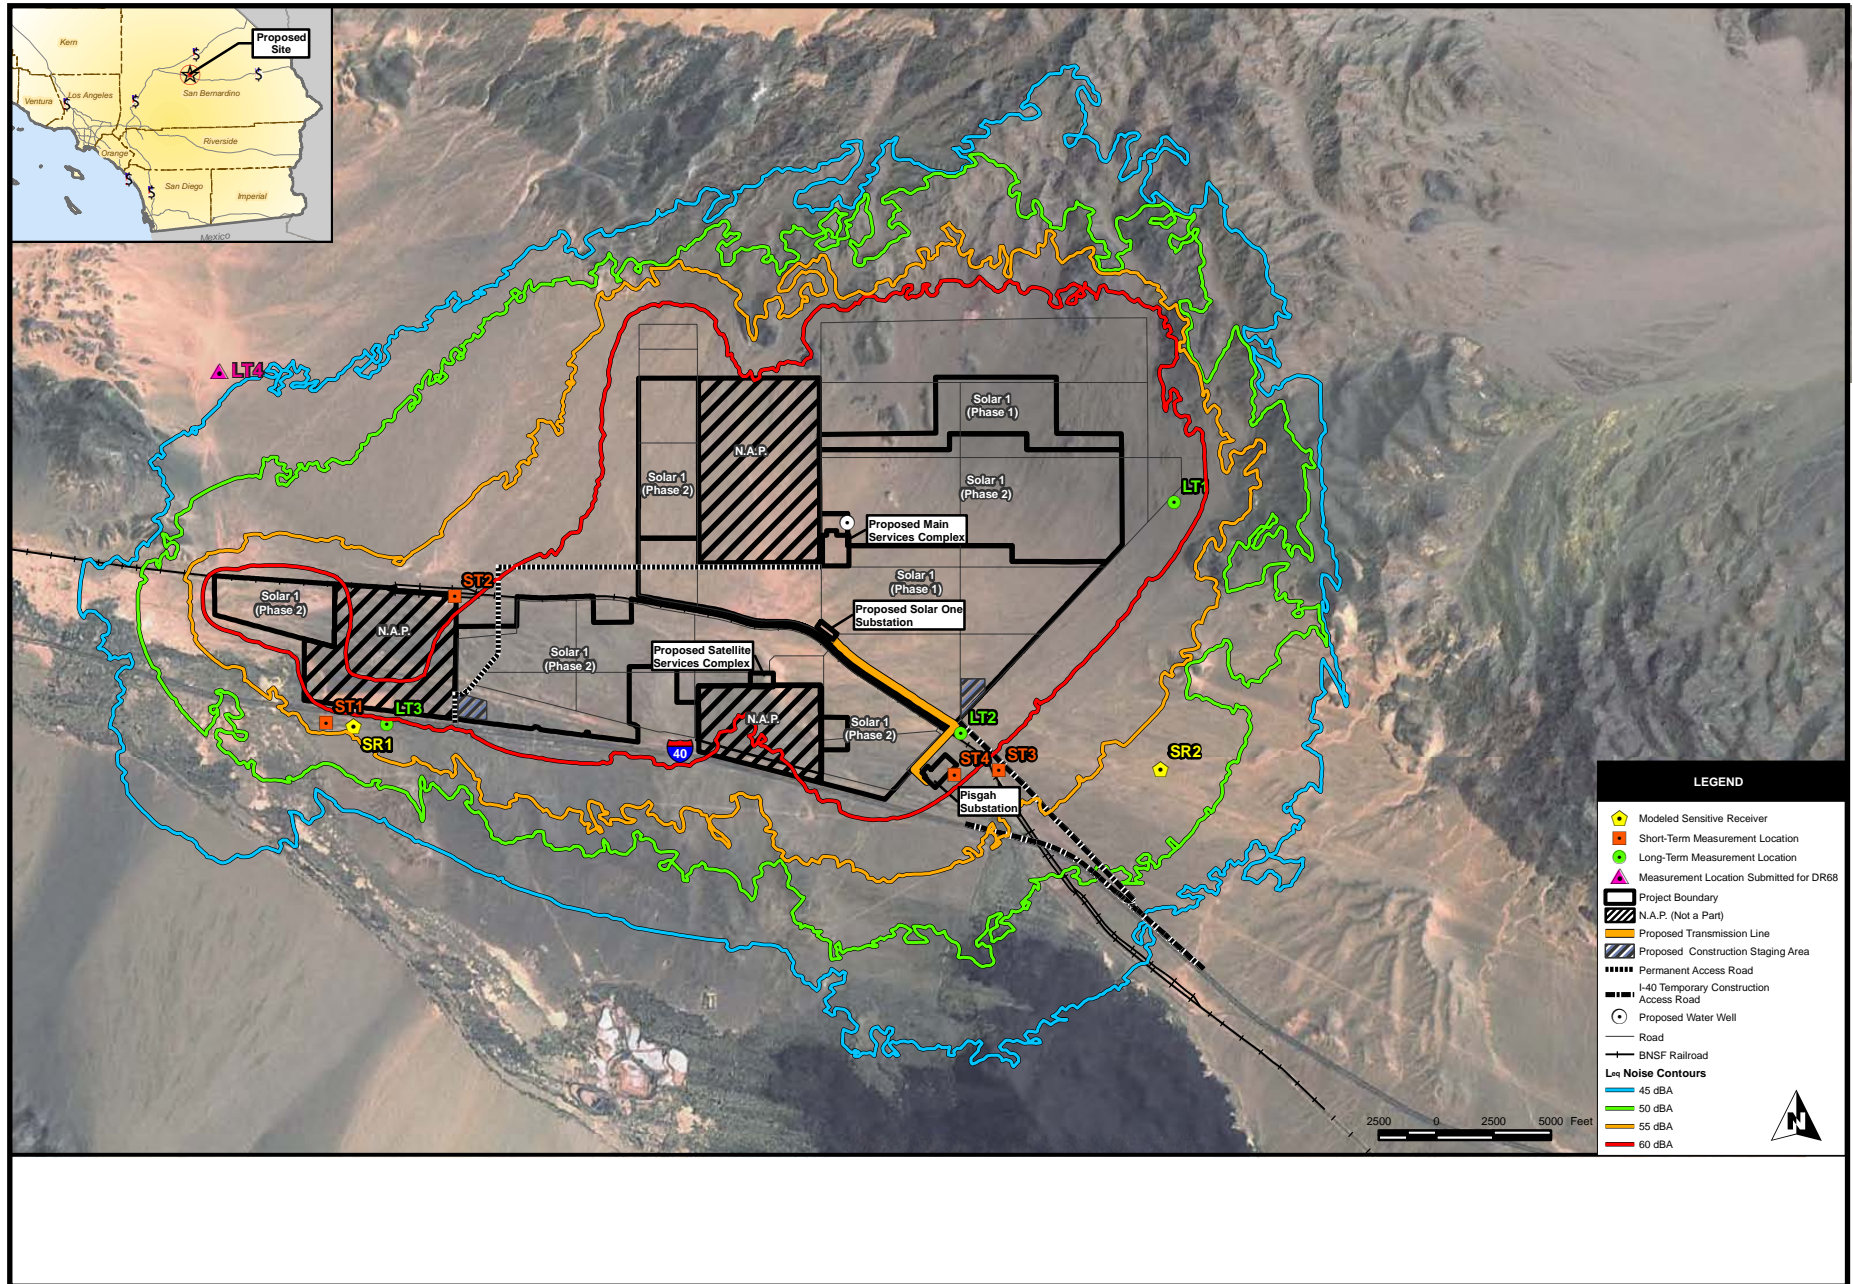 Kern
Proposed
Site
San Bernardino
Ventura
Los Angeles
Riverside
Orange
San Diego
Imperial
Mexico
$
$
$
$
$
$
LT4
Solar 1
(Phase 1)
N.A.P.
Solar 1
(Phase 2)
Solar 1
(Phase 2)
LT1
Proposed Main
Services Complex
ST2
Solar 1
(Phase 1)
Solar 1
(Phase 2)
Proposed Solar One
Substation
N.A.P.
Solar 1
(Phase 2)
Proposed Satellite
Services Complex
ST1
LT3
SR1
N.A.P.
Solar 1
(Phase 2)
LT2
40
ST4
ST3
SR2
Pisgah
Substation
LEGEND
Modeled Sensitive Receiver
Short-Term Measurement Location
Long-Term Measurement Location
Measurement Location Submitted for DR68
Project Boundary
N.A.P. (Not a Part)
Proposed Transmission Line
Proposed Construction Staging Area
Permanent Access Road
I-40 Temporary Construction
Access Road
Proposed Water Well
Road
BNSF Railroad
Leq Noise Contours
45 dBA
50 dBA
55 dBA
60 dBA
2500 0 2500 5000 Feet
N